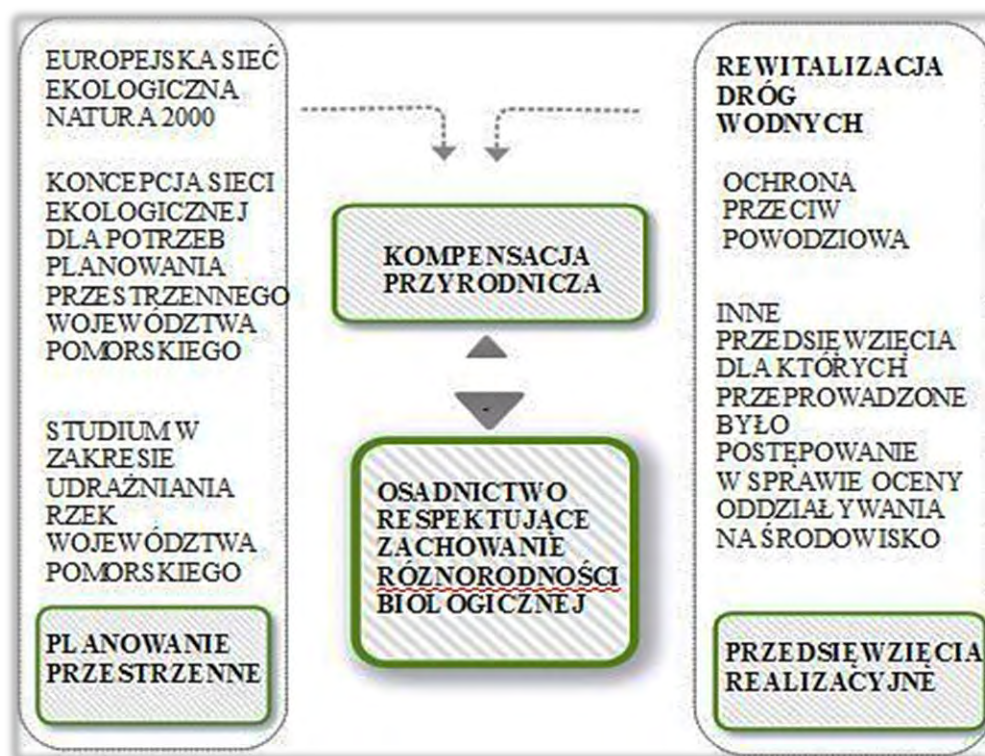 EUROPEJSKA SIEĆ
EKOLOGICZNA
NATURA 2000
KONCEPCJA SIECI
EKOLOGICZNEJ
DLA POTRZEB
PLANOWANIA
PRZESTRZENNEGO
WOJEWÓDZTWA
POMORSKIEGO
STUDIUM W
ZAKRESIE
UDRAŻNIANIA
RZEK
WOJEWÓDZTWA
POMORSKIEGO
PLANOWANIE
PRZESTRZENNE
KOMPENSACJA
PRZYRODNICZA
OSADNICTWO
RESPEKTUJĄCE
ZACHOWANIE
RÓZNORODNOŚCI
BIOLOGICZNEJ
REWITALIZACJA
DRÓG
WODNYCH
OCHRONA
PRZECIW
POWODZIOWA
INNE
PRZEDSIĘWZIĘCIA
DLA KTÓRYCH
PRZEPROWADZONE
BYŁO
POSTĘPOWANIE
W SPRAWIE OCENY
ODDZIAŁYWANIA
NA ŚRODOWISKO
PRZEDSIĘWZIĘCIA
REALIZACYJNE